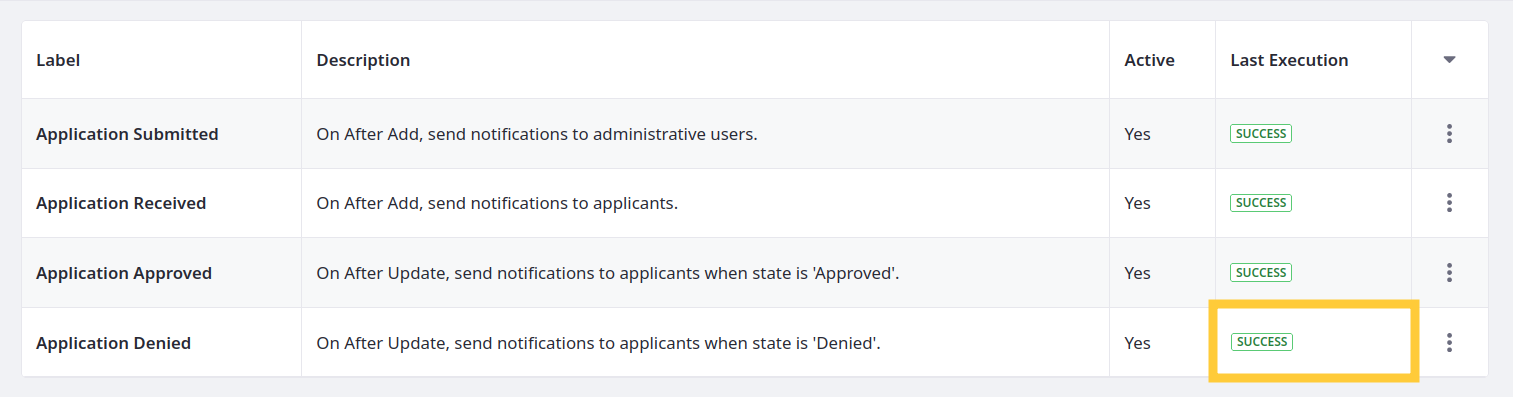 Label Description Active Last Execution
Application Submitted On After Add, send notifications to administrative users. Yes SUCCESS
Application Received On After Add, send notifications to applicants. Yes SUCCESS
Application Approved On After Update, send notifications to applicants when state is 'Approved'. Yes SUCCESS
Application Denied On After Update, send notifications to applicants when state is 'Denied'. Yes SUCCESS